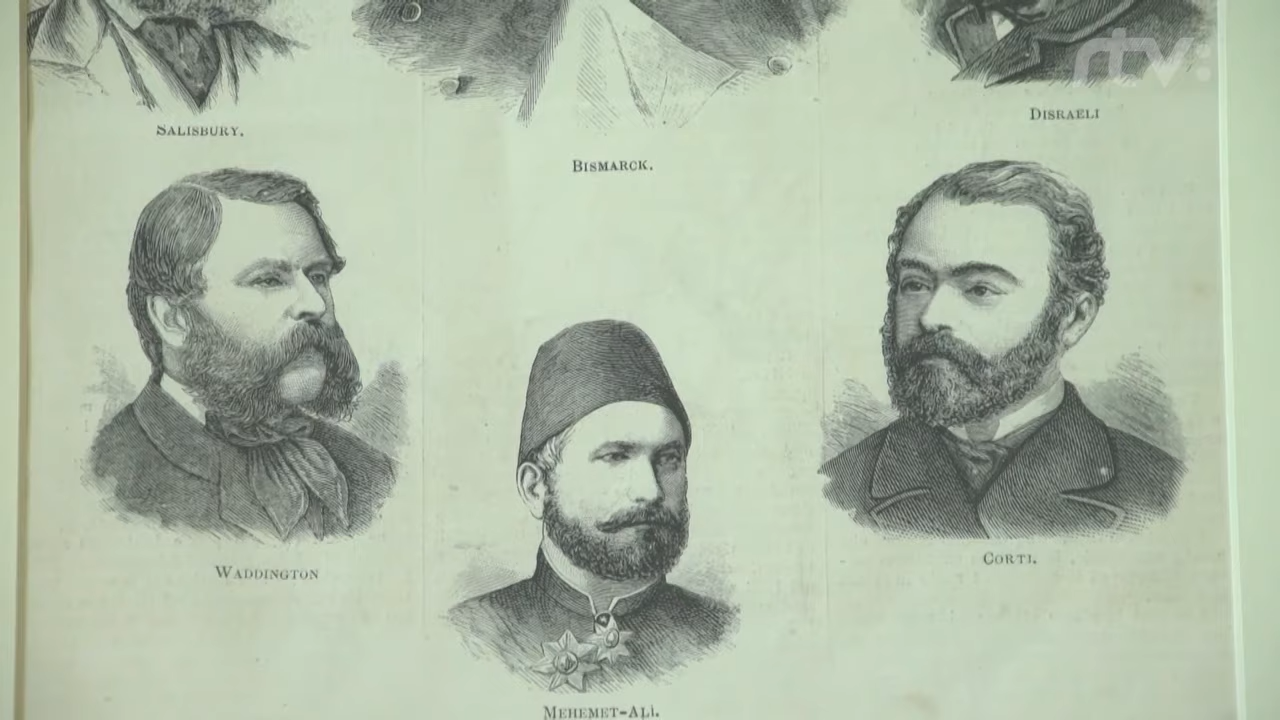 rtv:
SALISBURY.
DISRAELI
BISMARCK.
WADDINGTON
CORTI.
MEHEMET-ALI.